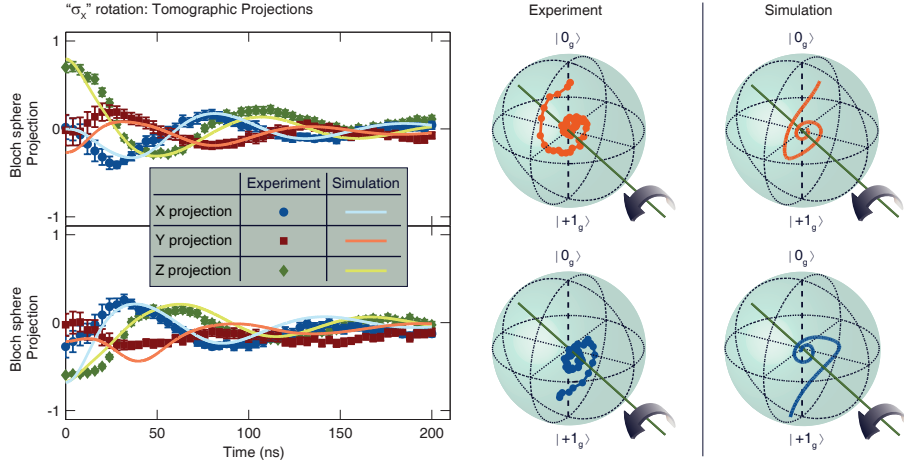 “σx” rotation: Tomographic Projections
Experiment
Simulation
1
0
-1
Bloch sphere
Projection
Experiment
Simulation
X projection
Y projection
Z projection
1
0
-1
Bloch sphere
Projection
0
50
100
150
200
Time (ns)
|0g⟩
|0g⟩
|+1g⟩
|+1g⟩
|0g⟩
|0g⟩
|+1g⟩
|+1g⟩